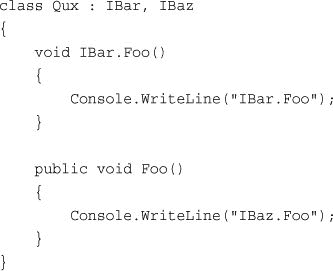 class Qux : IBar, IBaz
{
    void IBar.Foo()
    {
        Console.WriteLine("IBar.Foo");
    }

    public void Foo()
    {
        Console.WriteLine("IBaz.Foo");
    }
}